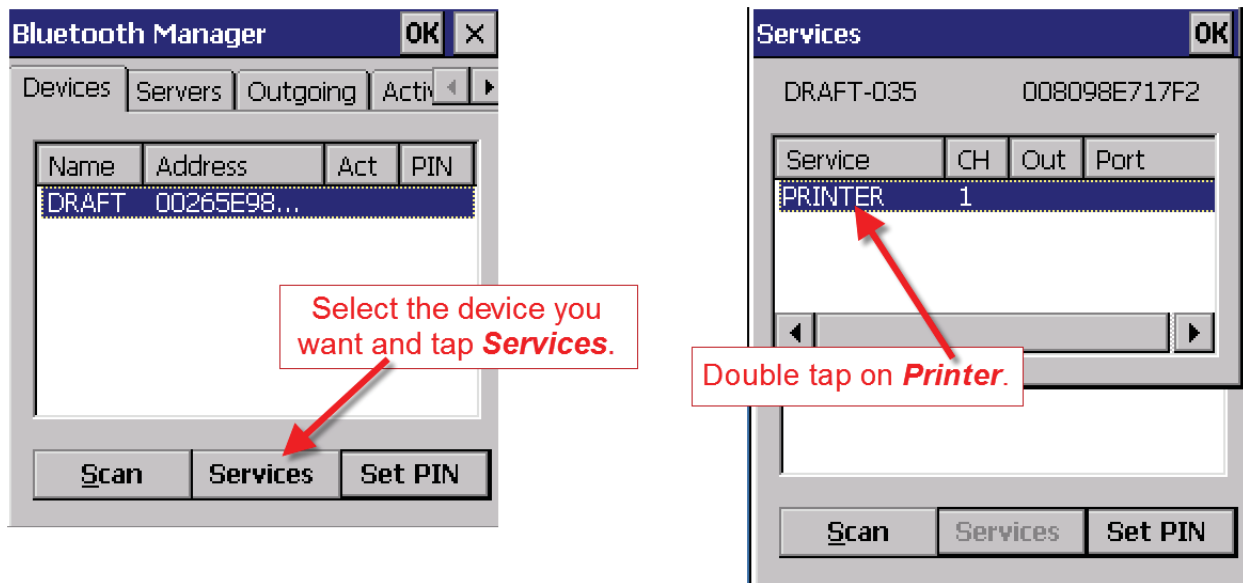 Bluetooth Manager OK ×
Devices Servers Outgoing Activ
Name Address Act PIN
DRAFT 00265E98...
Select the device you
want and tap Services.
Scan Services Set PIN
Services OK
DRAFT-035 008098E717F2
Service CH Out Port
PRINTER 1
Double tap on Printer.
Scan Services Set PIN